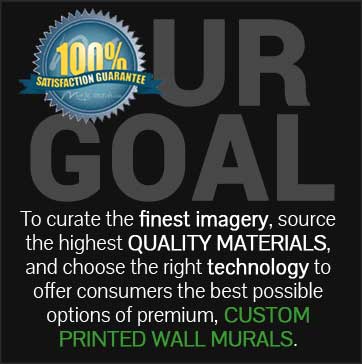 100%
SATISFACTION GUARANTEE
UR
GOAL
To curate the finest imagery, source
the highest QUALITY MATERIALS,
and choose the right technology to
offer consumers the best possible
options of premium, CUSTOM
PRINTED WALL MURALS.